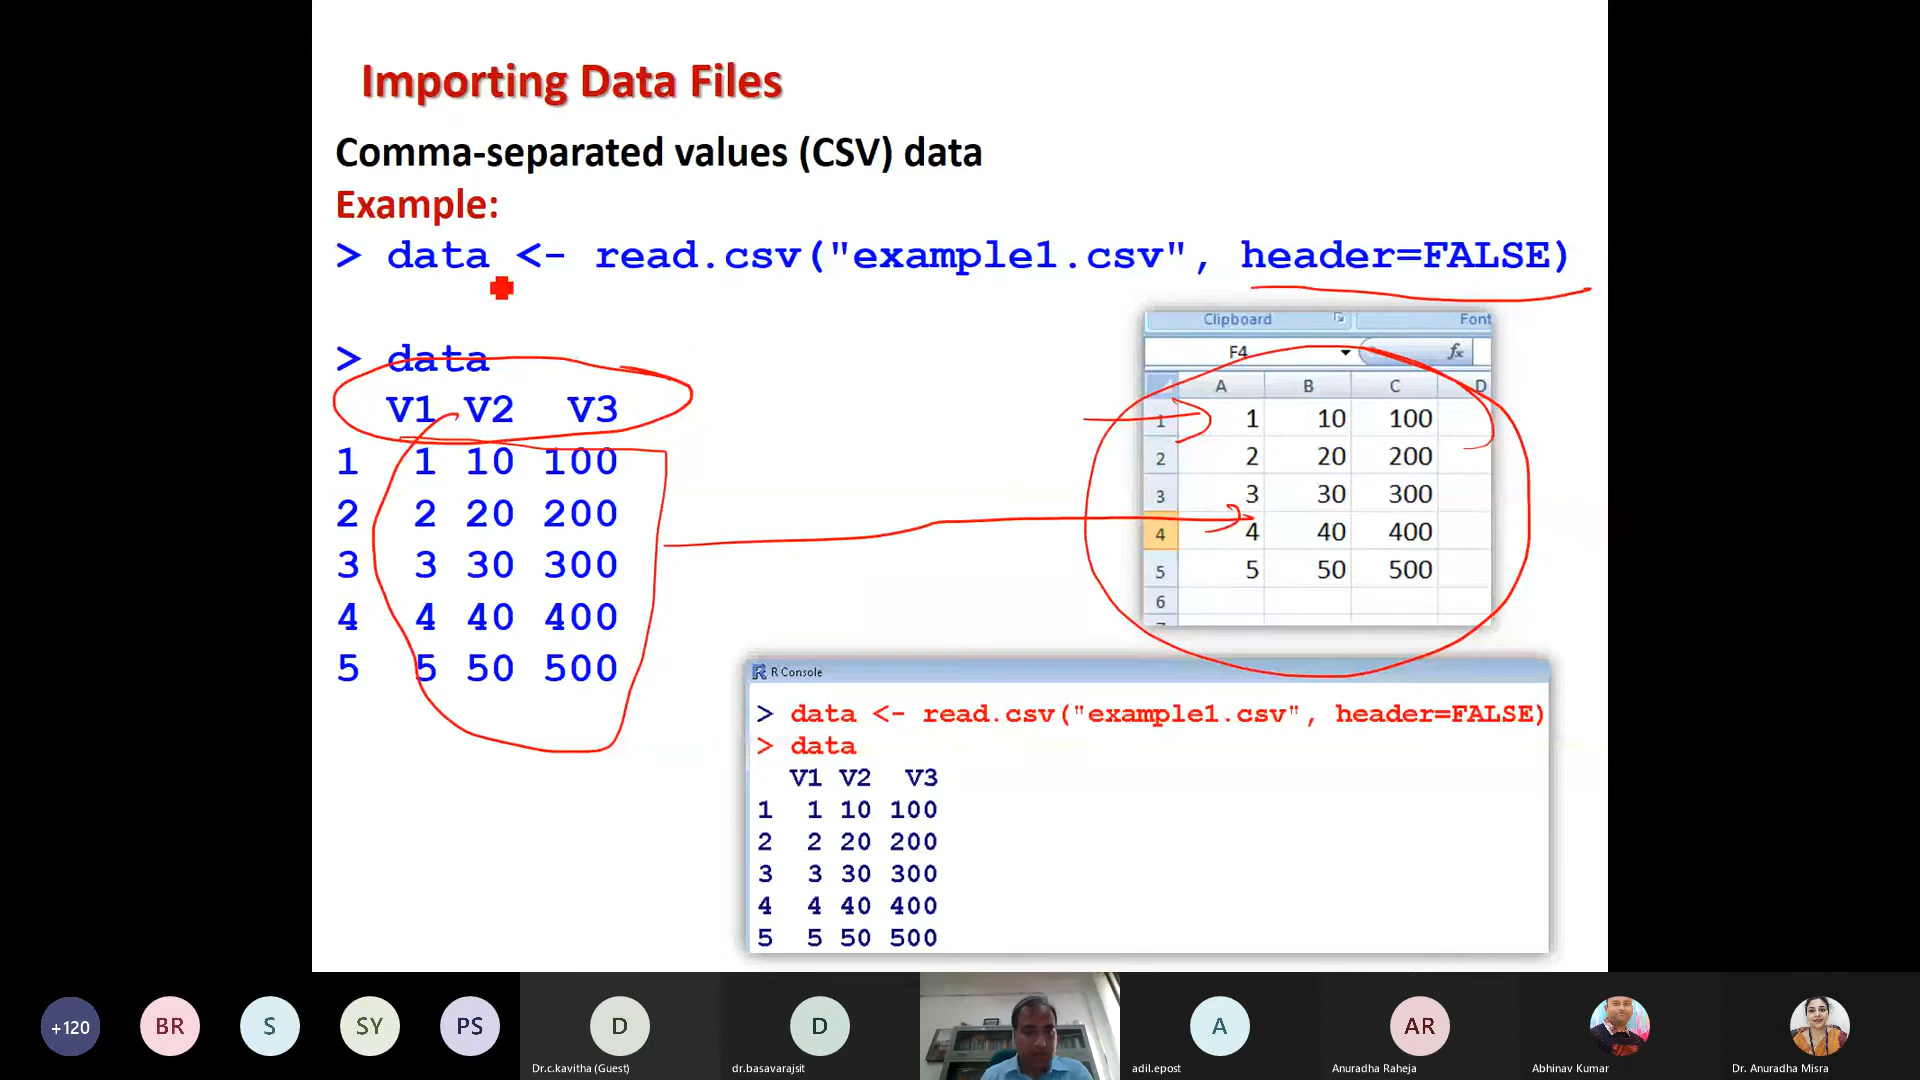 Importing Data Files
Comma-separated values (CSV) data
Example:
> data <- read.csv("example1.csv", header=FALSE)
> data
V1 V2 V3
1 1 10 100
2 2 20 200
3 3 30 300
4 4 40 400
5 5 50 500
Clipboard Font
F4 fx
A B C D
1 1 10 100
2 2 20 200
3 3 30 300
4 4 40 400
5 5 50 500
6
R Console
> data <- read.csv("example1.csv", header=FALSE)
> data
V1 V2 V3
1 1 10 100
2 2 20 200
3 3 30 300
4 4 40 400
5 5 50 500
+120 BR S SY PS D D A AR
Dr.c.kavitha (Guest) dr.basavarajsit adil.epost Anuradha Raheja Abhinav Kumar Dr. Anuradha Misra